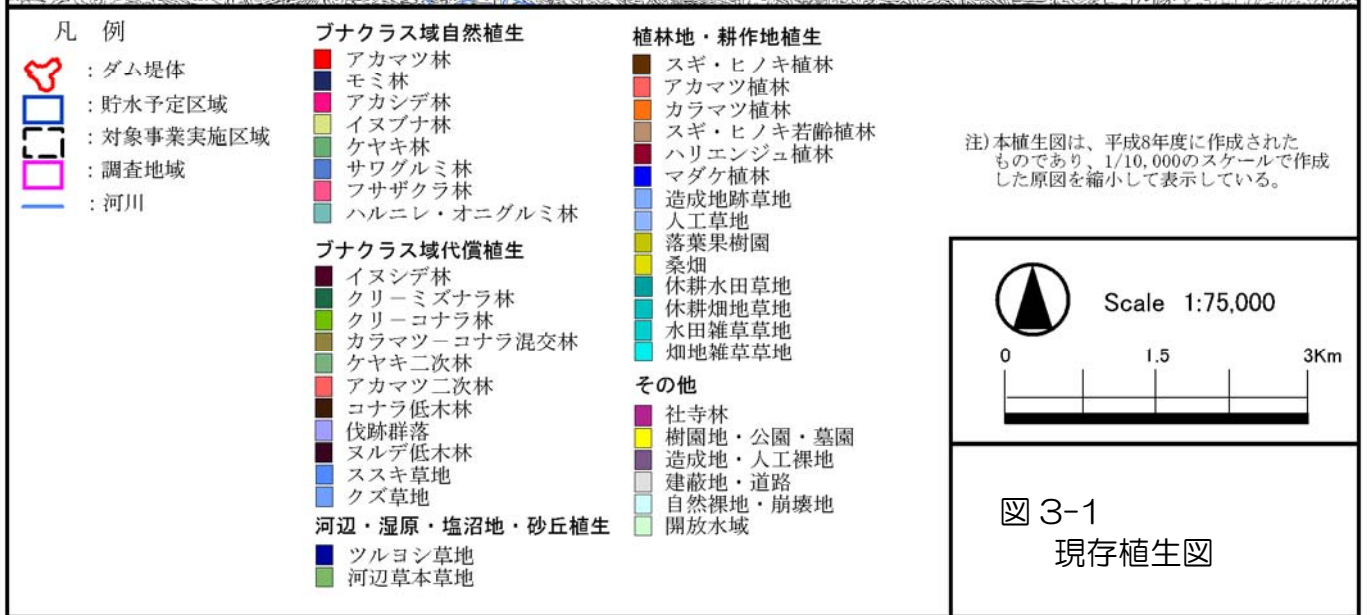 凡 例
：ダム堤体
：貯水予定区域
：対象事業実施区域
：調査地域
：河川
ブナクラス域自然植生
アカマツ林
モミ林
アカシデ林
イヌブナ林
ケヤキ林
サワグルミ林
フサザクラ林
ハルニレ・オニグルミ林
ブナクラス域代償植生
イヌシデ林
クリ－ミズナラ林
クリ－コナラ林
カラマツ－コナラ混交林
ケヤキ二次林
アカマツ二次林
コナラ低木林
伐跡群落
ヌルデ低木林
ススキ草地
クズ草地
河辺・湿原・塩沼地・砂丘植生
ツルヨシ草地
河辺草本草地
植林地・耕作地植生
スギ・ヒノキ植林
アカマツ植林
カラマツ植林
スギ・ヒノキ若齢植林
ハリエンジュ植林
マダケ植林
造成地跡草地
人工草地
落葉果樹園
桑畑
休耕水田草地
休耕畑地草地
水田雑草草地
畑地雑草草地
その他
社寺林
樹園地・公園・墓園
造成地・人工裸地
建蔽地・道路
自然裸地・崩壊地
開放水域
注)本植生図は、平成8年度に作成された
ものであり、1/10,000のスケールで作成
した原図を縮小して表示している。
Scale 1:75,000
0 1.5 3Km
図 3-1
現存植生図